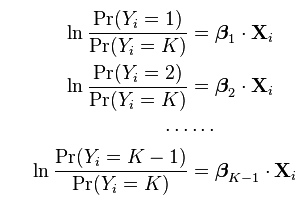 ln Pr(Y_i = 1) / Pr(Y_i = K) = β_1 · X_i
ln Pr(Y_i = 2) / Pr(Y_i = K) = β_2 · X_i
······
ln Pr(Y_i = K − 1) / Pr(Y_i = K) = β_{K−1} · X_i